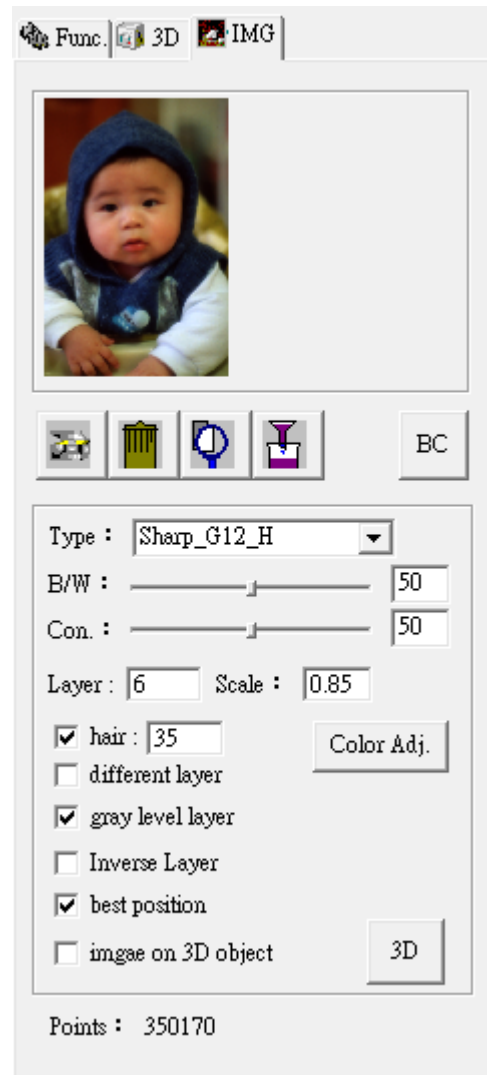 Func. 3D IMG
BC
Type : Sharp_G12_H
B/W : 50
Con. : 50
Layer : 6 Scale : 0.85
hair : 35
Color Adj.
different layer
gray level layer
Inverse Layer
best position
imgae on 3D object
3D
Points : 350170